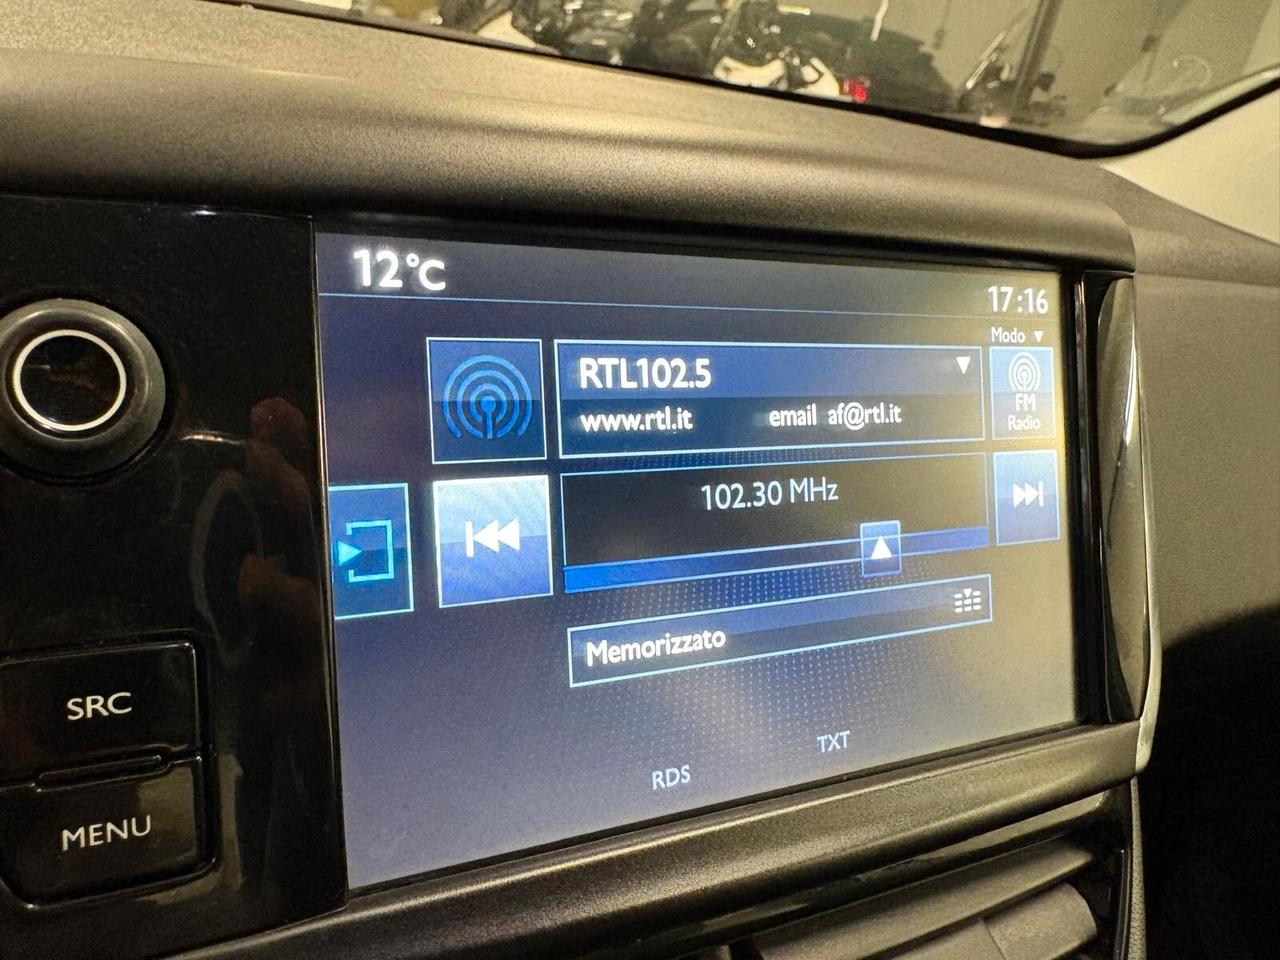 12°C
17:16
Modo
RTL102.5
www.rtl.it email af@rtl.it
FM
Radio
102.30 MHz
Memorizzato
SRC
TXT
RDS
MENU